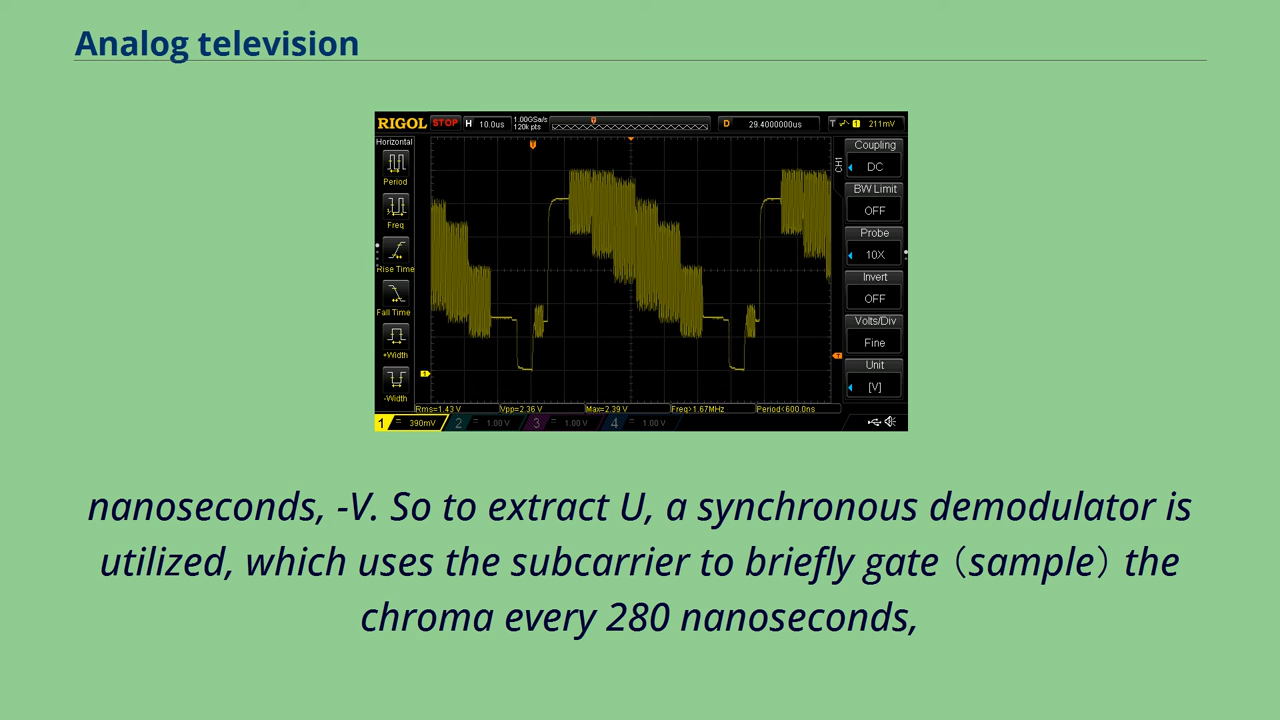 Analog television
RIGOL STOP H 10.0us 1.00GSa/s 120k pts D 29.4000000us T 1 211mV
Horizontal
Period
Freq
Rise Time
Fall Time
+Width
-Width
CH1
Coupling
DC
BW Limit
OFF
Probe
10X
Invert
OFF
Volts/Div
Fine
Unit
[V]
Rms=1.43 V Vpp=2.36 V Max=2.39 V Freq>1.67MHz Period<600.0ns
1 = 390mV 2 = 1.00 V 3 = 1.00 V 4 = 1.00 V
nanoseconds, -V. So to extract U, a synchronous demodulator is
utilized, which uses the subcarrier to briefly gate (sample) the
chroma every 280 nanoseconds,